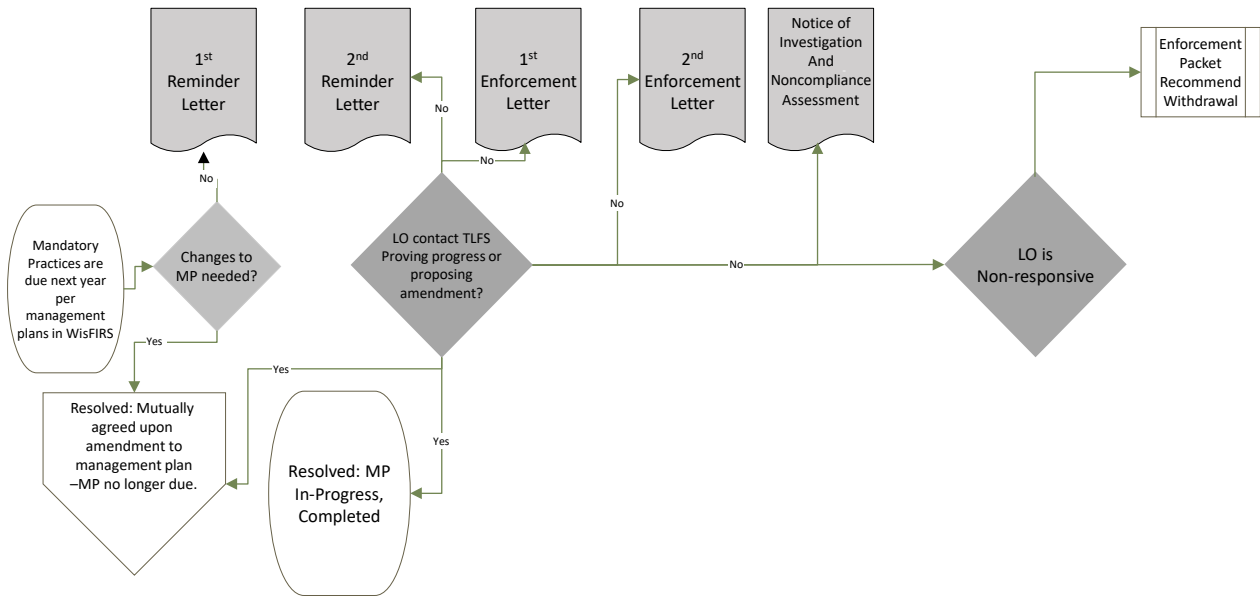 1st
Reminder
Letter
2nd
Reminder
Letter
1st
Enforcement
Letter
2nd
Enforcement
Letter
Notice of
Investigation
And
Noncompliance
Assessment
Enforcement
Packet
Recommend
Withdrawal
No
No
No
No
No
Mandatory
Practices are
due next year
per
management
plans in WisFIRS
Changes to
MP needed?
LO contact TLFS
Proving progress or
proposing
amendment?
LO is
Non-responsive
Yes
Yes
Yes
Resolved: Mutually
agreed upon
amendment to
management plan
–MP no longer due.
Resolved: MP
In-Progress,
Completed